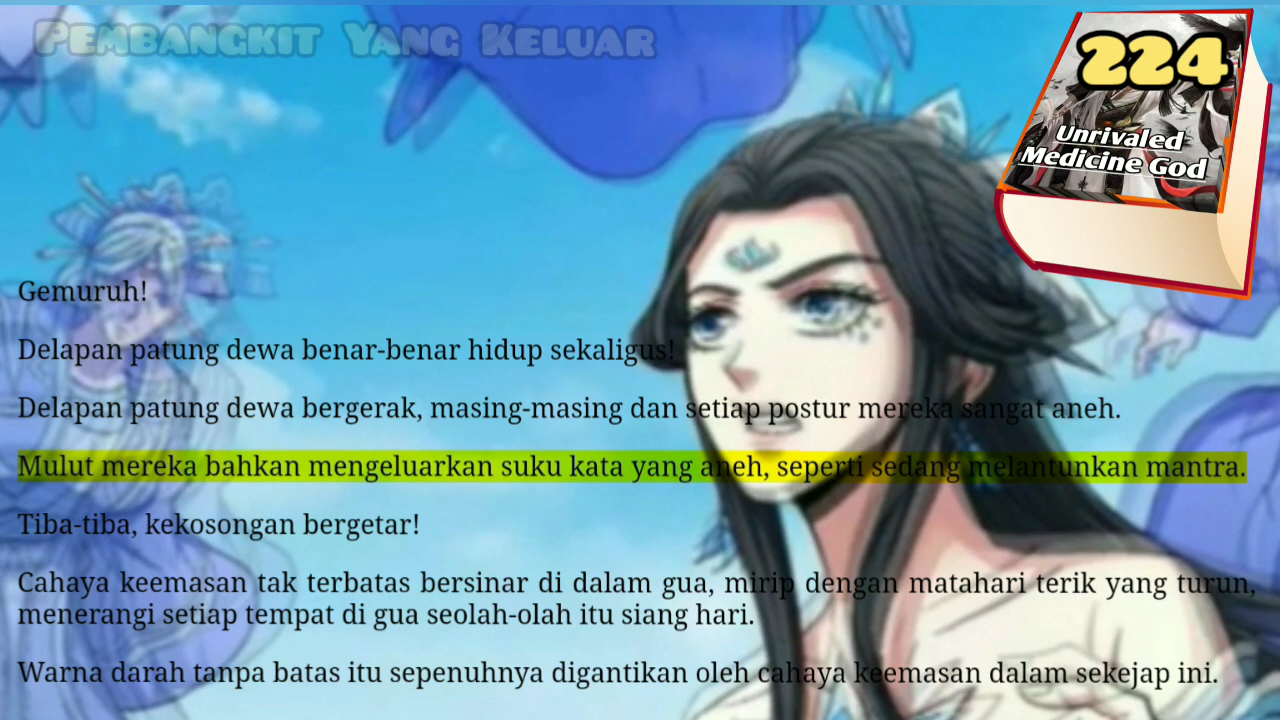 Pembangkit Yang Keluar
224
Unrivaled
Medicine God
Gemuruh!
Delapan patung dewa benar-benar hidup sekaligus!
Delapan patung dewa bergerak, masing-masing dan setiap postur mereka sangat aneh.
Mulut mereka bahkan mengeluarkan suku kata yang aneh, seperti sedang melantunkan mantra.
Tiba-tiba, kekosongan bergetar!
Cahaya keemasan tak terbatas bersinar di dalam gua, mirip dengan matahari terik yang turun,
menerangi setiap tempat di gua seolah-olah itu siang hari.
Warna darah tanpa batas itu sepenuhnya digantikan oleh cahaya keemasan dalam sekejap ini.